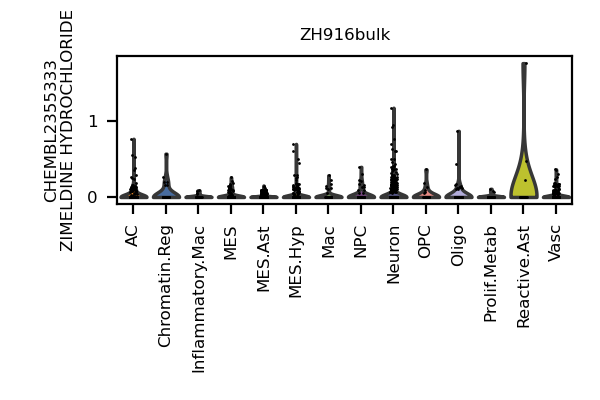 ZH916bulk
CHEMBL2355333
ZIMELDINE HYDROCHLORIDE
1
0
AC
Chromatin.Reg
Inflammatory.Mac
MES
MES.Ast
MES.Hyp
Mac
NPC
Neuron
OPC
Oligo
Prolif.Metab
Reactive.Ast
Vasc